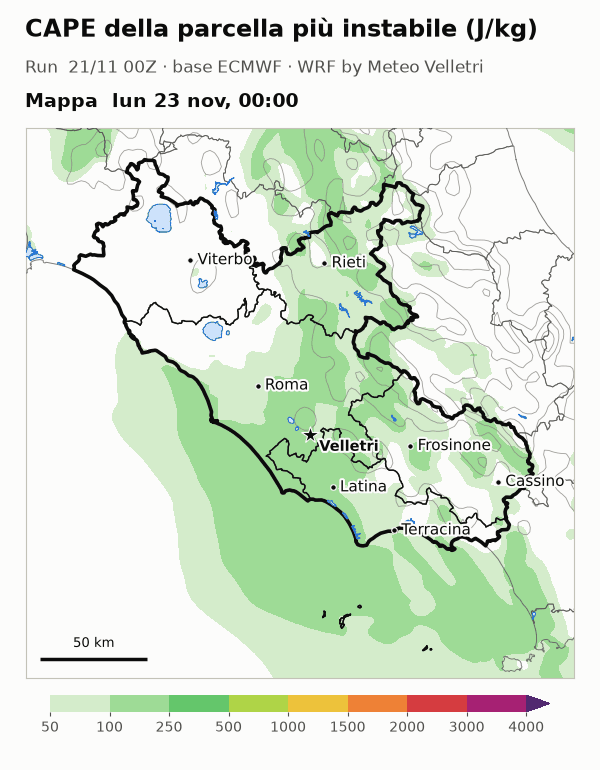 CAPE della parcella più instabile (J/kg)
Run  21/11 00Z · base ECMWF · WRF by Meteo Velletri
Mappa  lun 23 nov, 00:00
Viterbo
Rieti
Roma
Velletri
Frosinone
Cassino
Latina
Terracina
50 km
50 100 250 500 1000 1500 2000 3000 4000